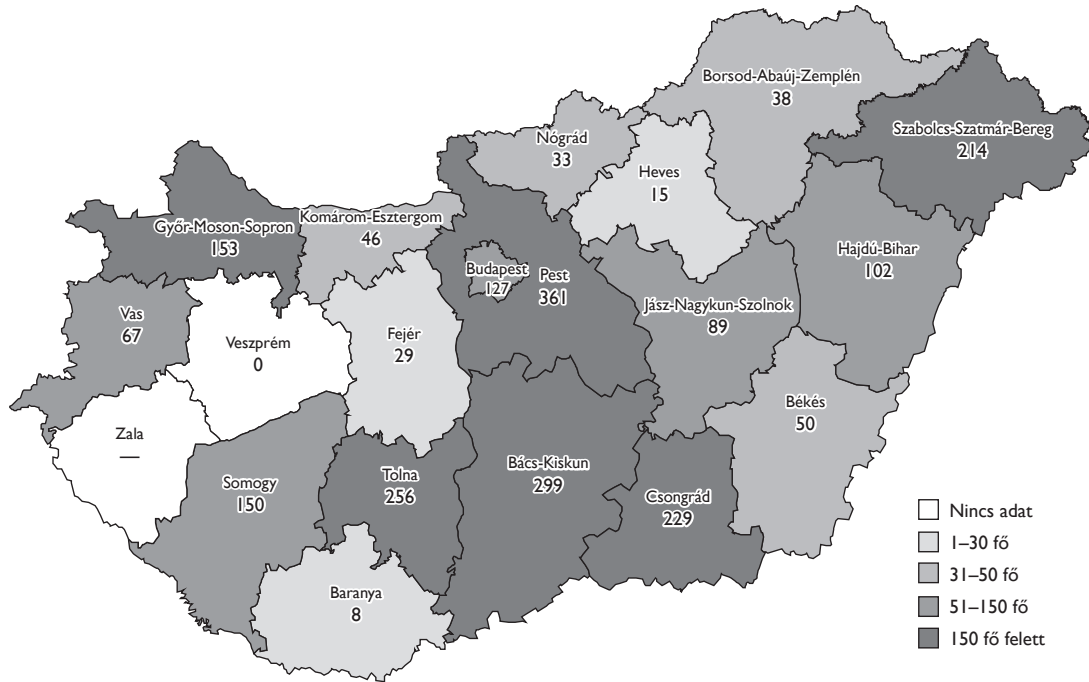 Borsod-Abaúj-Zemplén
38
Szabolcs-Szatmár-Bereg
214
Nógrád
33
Heves
15
Győr-Moson-Sopron
153
Komárom-Esztergom
46
Hajdú-Bihar
102
Budapest
127
Pest
361
Jász-Nagykun-Szolnok
89
Vas
67
Veszprém
0
Fejér
29
Békés
50
Zala
—
Somogy
150
Tolna
256
Bács-Kiskun
299
Csongrád
229
Baranya
8
Nincs adat
1–30 fő
31–50 fő
51–150 fő
150 fő felett